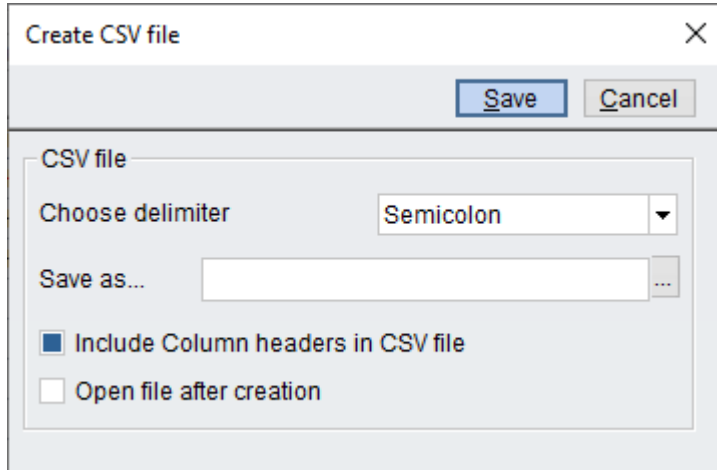 Create CSV file
Save Cancel
CSV file
Choose delimiter Semicolon
Save as... ...
Include Column headers in CSV file
Open file after creation